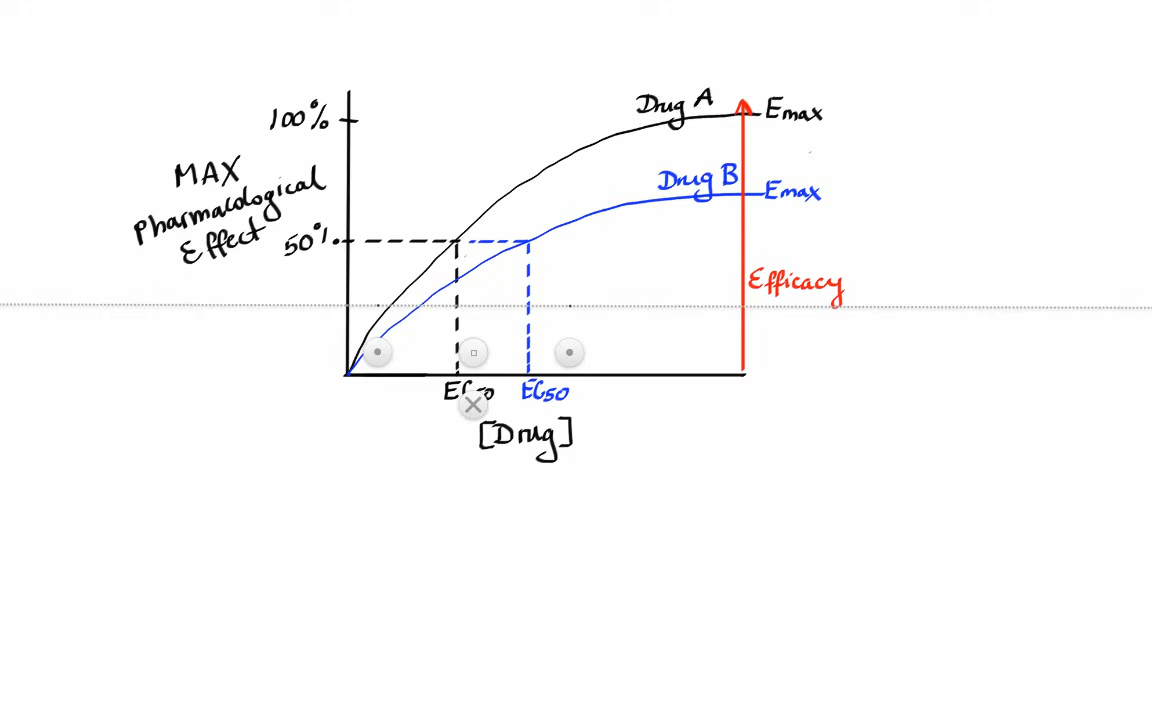 Drug A
Emax
100%
MAX
Pharmacological
Effect
Drug B
Emax
50%
Efficacy
EC50
[Drug]